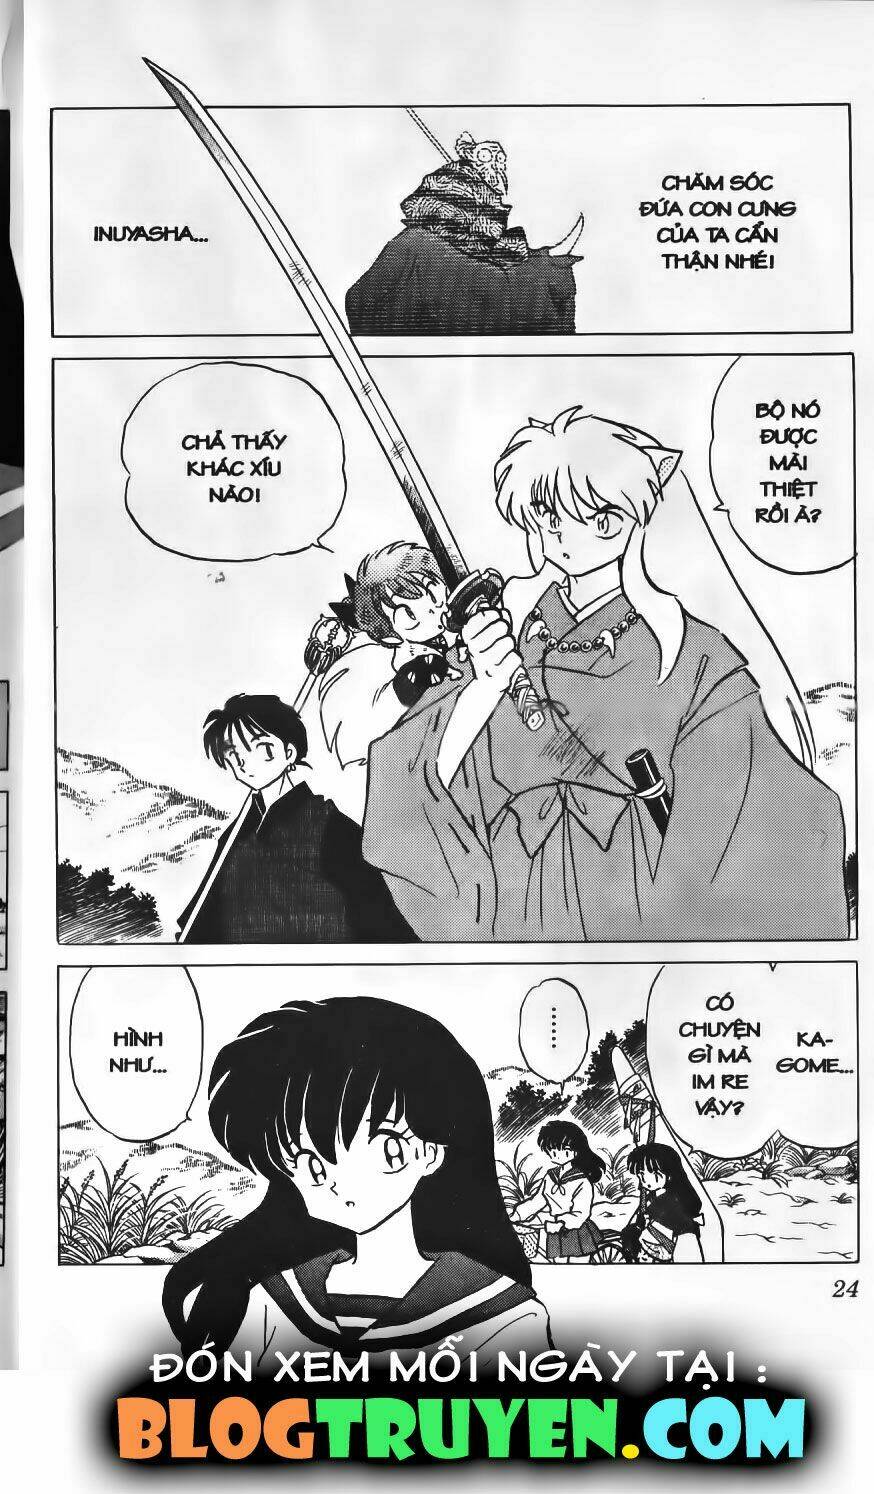 CHĂM SÓC
ĐỨA CON CƯNG
CỦA TA CẨN
THẬN NHÉ!
INUYASHA...
BỘ NÓ
ĐƯỢC
MÀI
THIỆT
RỒI À?
CHẢ THẤY
KHÁC XÍU
NÀO!
KA-
GOME...
CÓ
CHUYỆN
GÌ MÀ
IM RE
VẬY?
........
HÌNH
NHƯ...
24
ĐÓN XEM MỖI NGÀY TẠI :
BLOGTRUYEN.COM